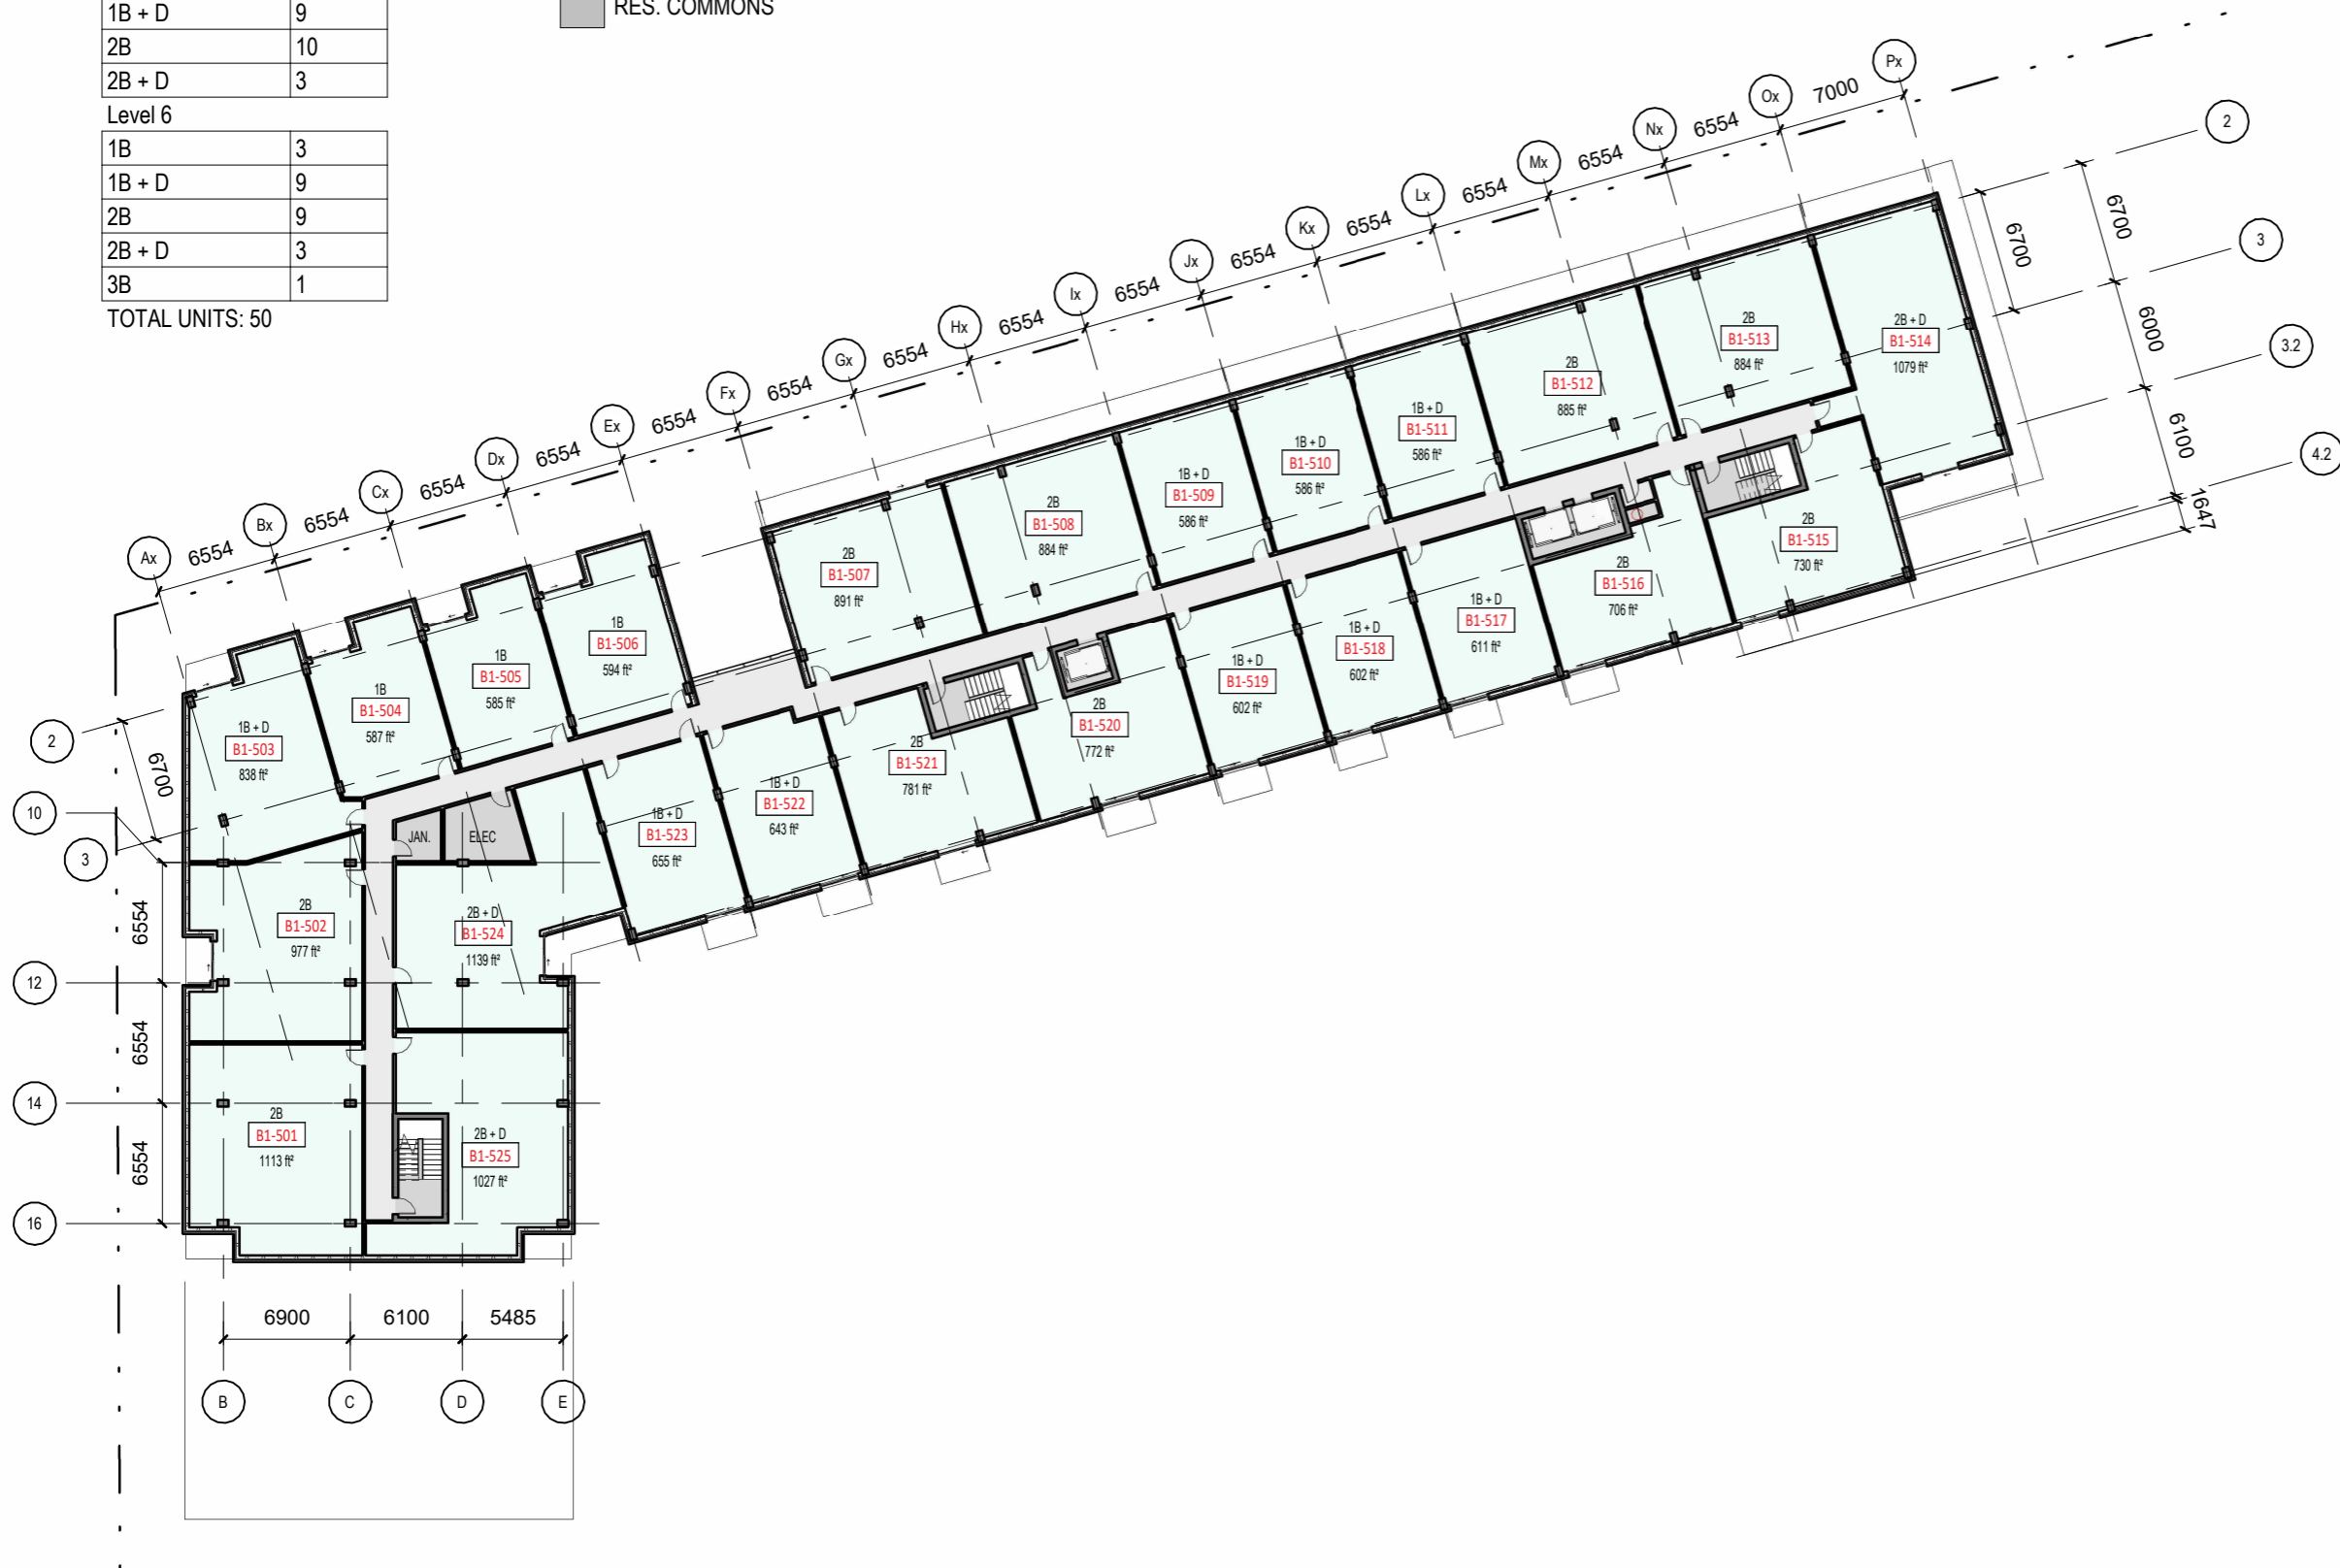 1B + D 9
2B 10
2B + D 3
Level 6
1B 3
1B + D 9
2B 9
2B + D 3
3B 1
TOTAL UNITS: 50
RES. COMMONS
Ax
Bx
Cx
Dx
Ex
Fx
Gx
Hx
Ix
Jx
Kx
Lx
Mx
Nx
Ox
Px
6554
6554
6554
6554
6554
6554
6554
6554
6554
6554
6554
6554
6554
6554
7000
2
3
3.2
4.2
6700
6700
6000
6100
1647
2B + D
B1-514
1079 ft²
2B
B1-513
884 ft²
2B
B1-512
885 ft²
1B + D
B1-511
586 ft²
1B + D
B1-510
586 ft²
1B + D
B1-509
586 ft²
2B
B1-508
884 ft²
2B
B1-507
891 ft²
1B
B1-506
594 ft²
1B
B1-505
585 ft²
1B
B1-504
587 ft²
1B + D
B1-503
838 ft²
2B
B1-515
730 ft²
2B
B1-516
706 ft²
1B + D
B1-517
611 ft²
1B + D
B1-518
602 ft²
1B + D
B1-519
602 ft²
2B
B1-520
772 ft²
2B
B1-521
781 ft²
1B + D
B1-522
643 ft²
1B + D
B1-523
655 ft²
JAN.
ELEC
2B
B1-502
977 ft²
2B + D
B1-524
1139 ft²
2B
B1-501
1113 ft²
2B + D
B1-525
1027 ft²
2
6700
10
3
6554
12
6554
14
6554
16
6900
6100
5485
B
C
D
E